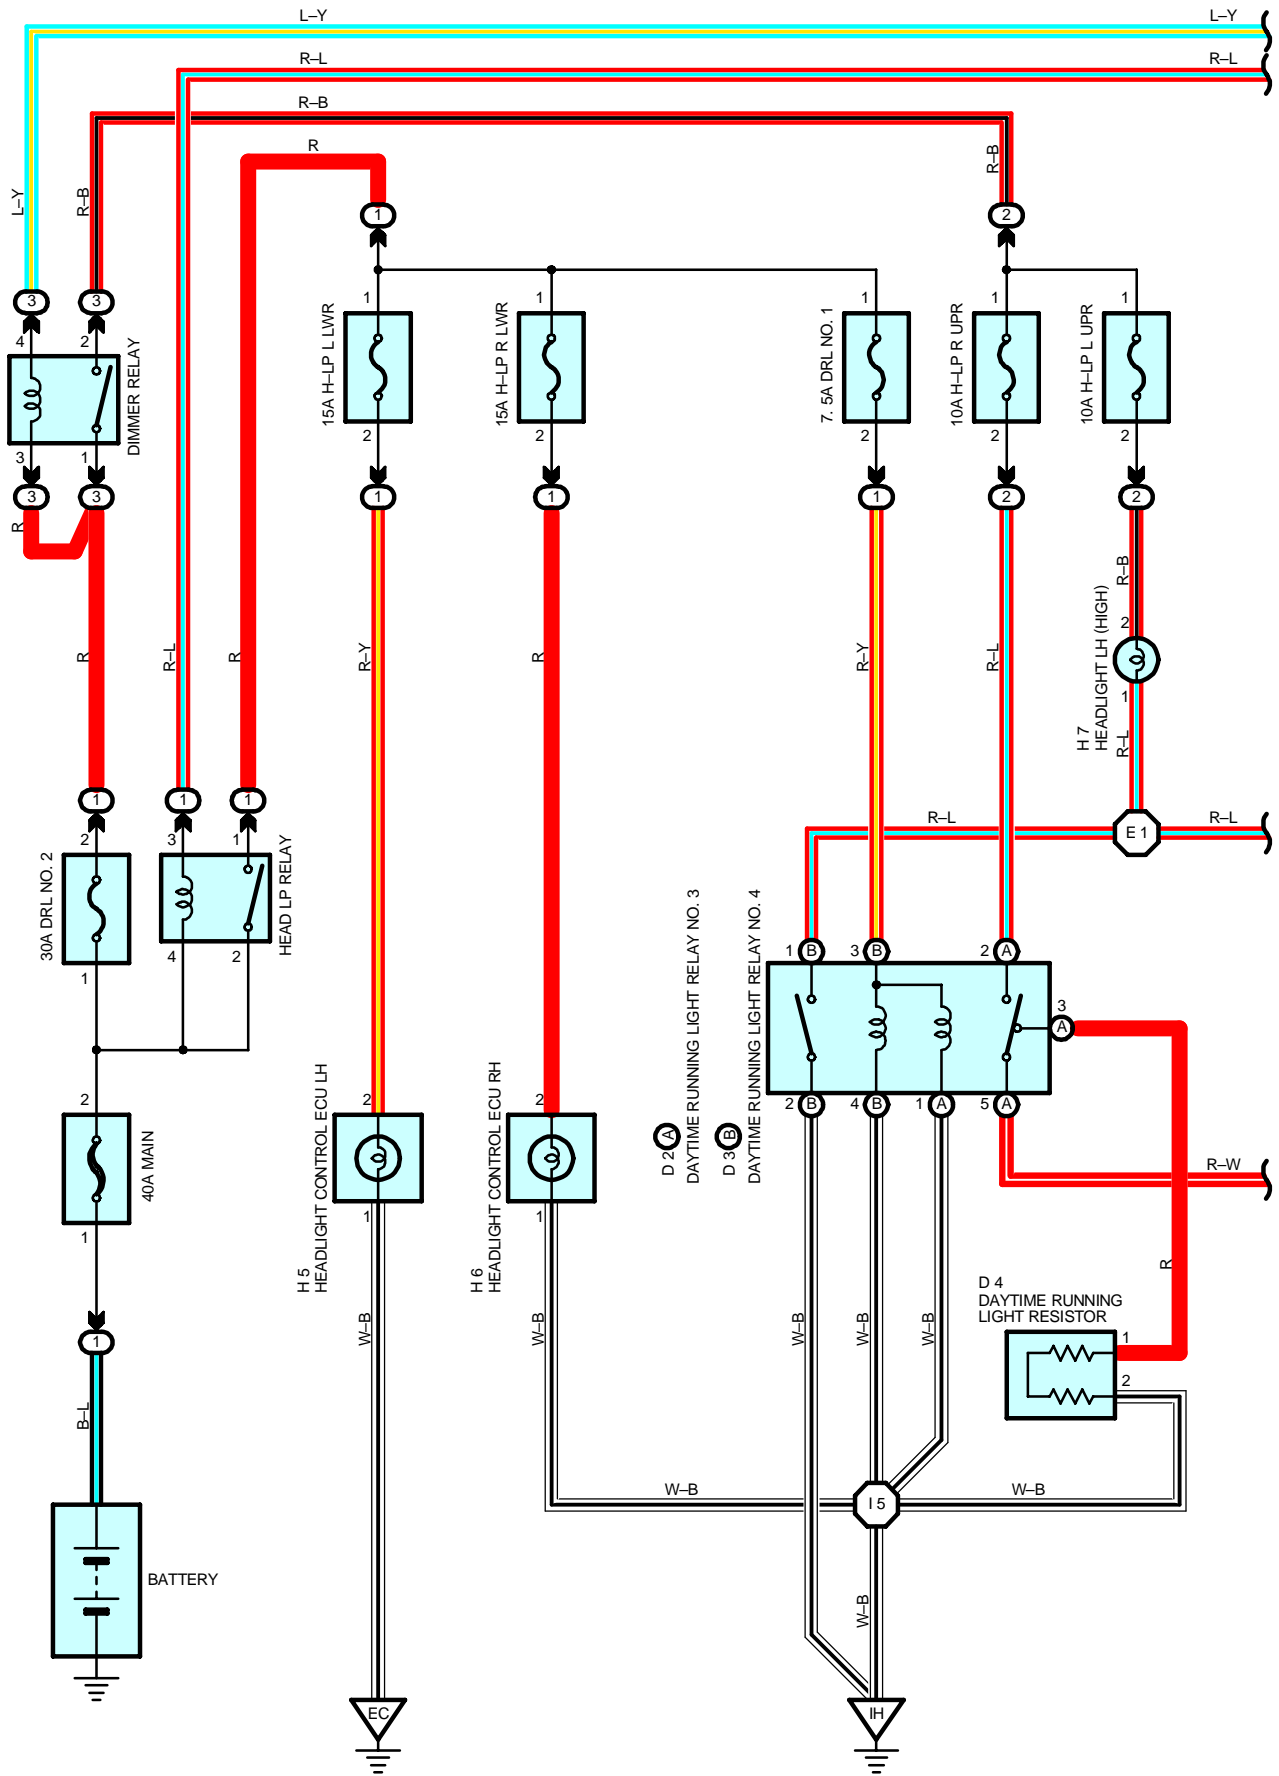 L–Y
L–Y
R–L
R–L
R–B
R
L–Y
R–B
R–B
1
2
3
3
4
2
DIMMER RELAY
3
1
3
3
R
1
15A H–LP L LWR
2
1
1
15A H–LP R LWR
2
1
1
7. 5A DRL NO. 1
2
1
1
10A H–LP R UPR
2
2
1
10A H–LP L UPR
2
2
R
R–L
R
R–Y
R
R–Y
R–L
R–B
2
H 7
HEADLIGHT LH (HIGH)
1
R–L
1
1
1
2
3
1
30A DRL NO. 2
HEAD LP RELAY
1
4
2
R–L
E 1
R–L
D 2 A
DAYTIME RUNNING LIGHT RELAY NO. 3
D 3 B
DAYTIME RUNNING LIGHT RELAY NO. 4
1 B
3 B
2 A
3
A
2 B
4 B
1 A
5 A
2
40A MAIN
1
1
2
H 5
HEADLIGHT CONTROL ECU LH
1
2
H 6
HEADLIGHT CONTROL ECU RH
1
R–W
R
D 4
DAYTIME RUNNING
LIGHT RESISTOR
1
2
W–B
W–B
W–B
W–B
W–B
B–L
W–B
I 5
W–B
BATTERY
W–B
EC
IH